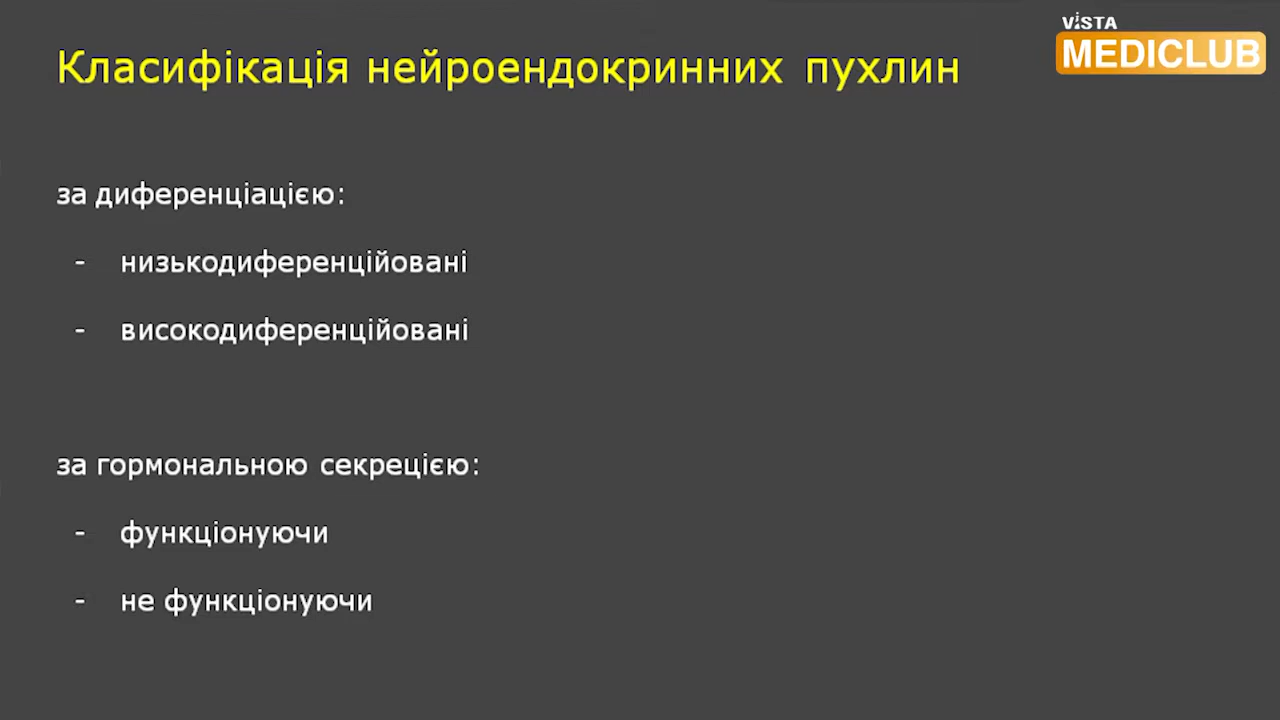 Класифікація нейроендокринних пухлин
VISTA
MEDICLUB
за диференціацією:
- низькодиференційовані
- високодиференційовані
за гормональною секрецією:
- функціонуючи
- не функціонуючи